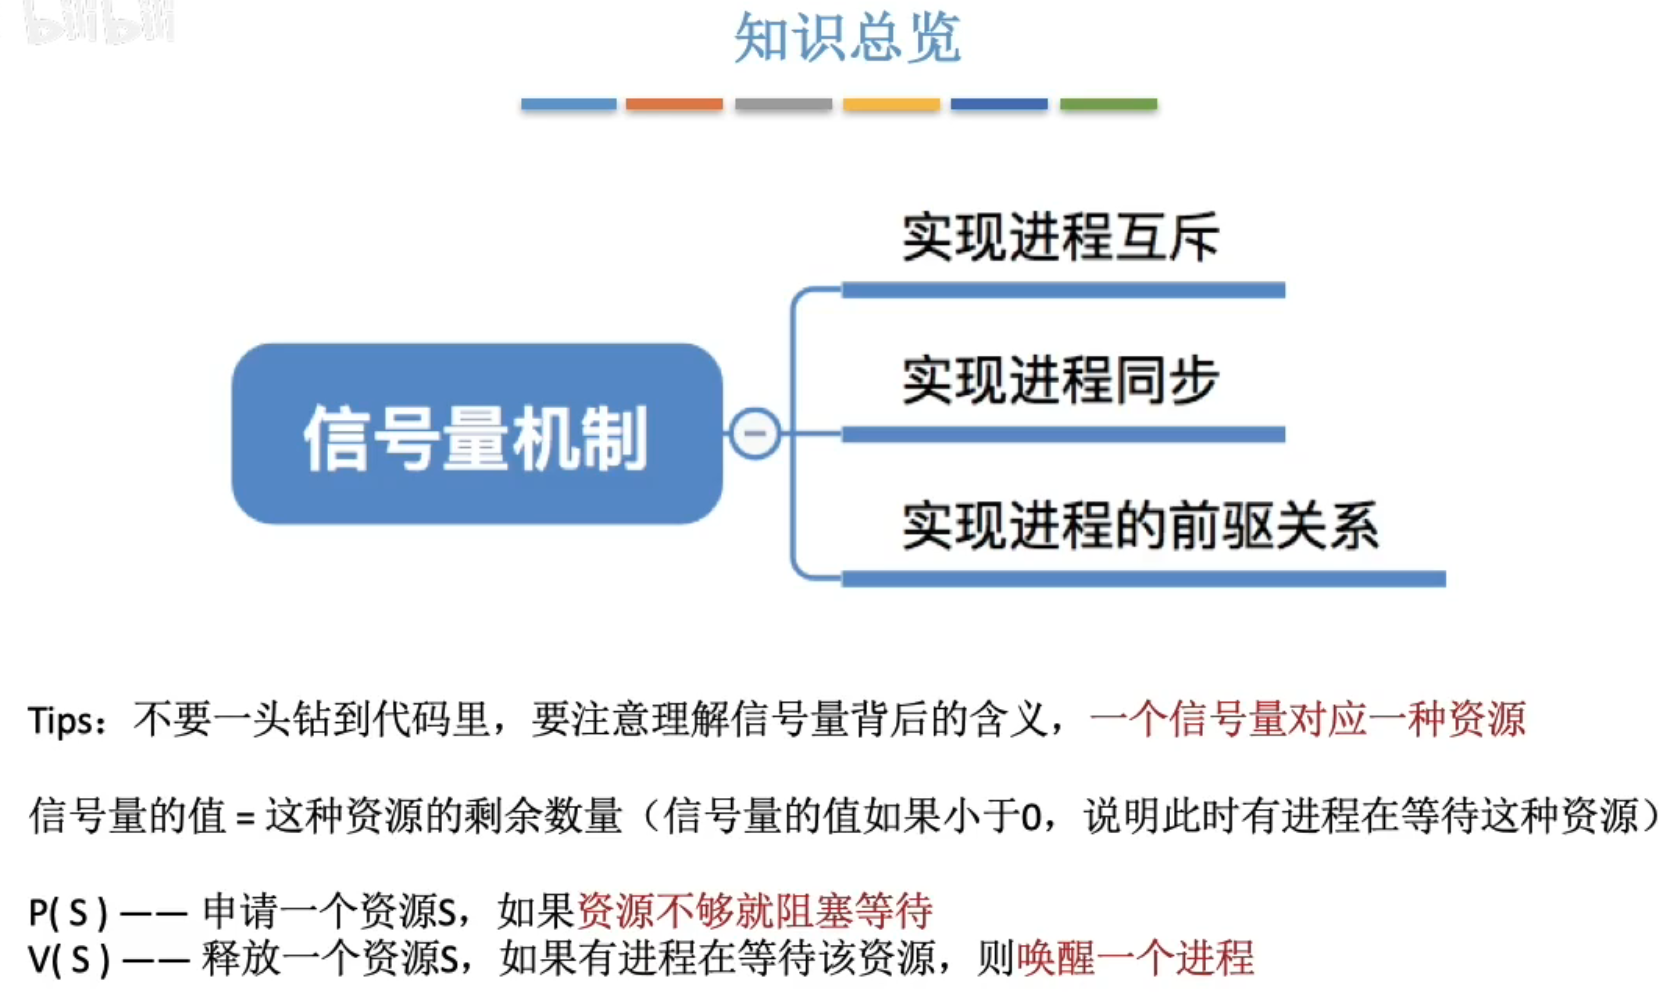 bilibili
知识总览
实现进程互斥
实现进程同步
信号量机制
实现进程的前驱关系
Tips：不要一头钻到代码里，要注意理解信号量背后的含义，一个信号量对应一种资源
信号量的值 = 这种资源的剩余数量（信号量的值如果小于0，说明此时有进程在等待这种资源）
P( S ) —— 申请一个资源S，如果资源不够就阻塞等待
V( S ) —— 释放一个资源S，如果有进程在等待该资源，则唤醒一个进程